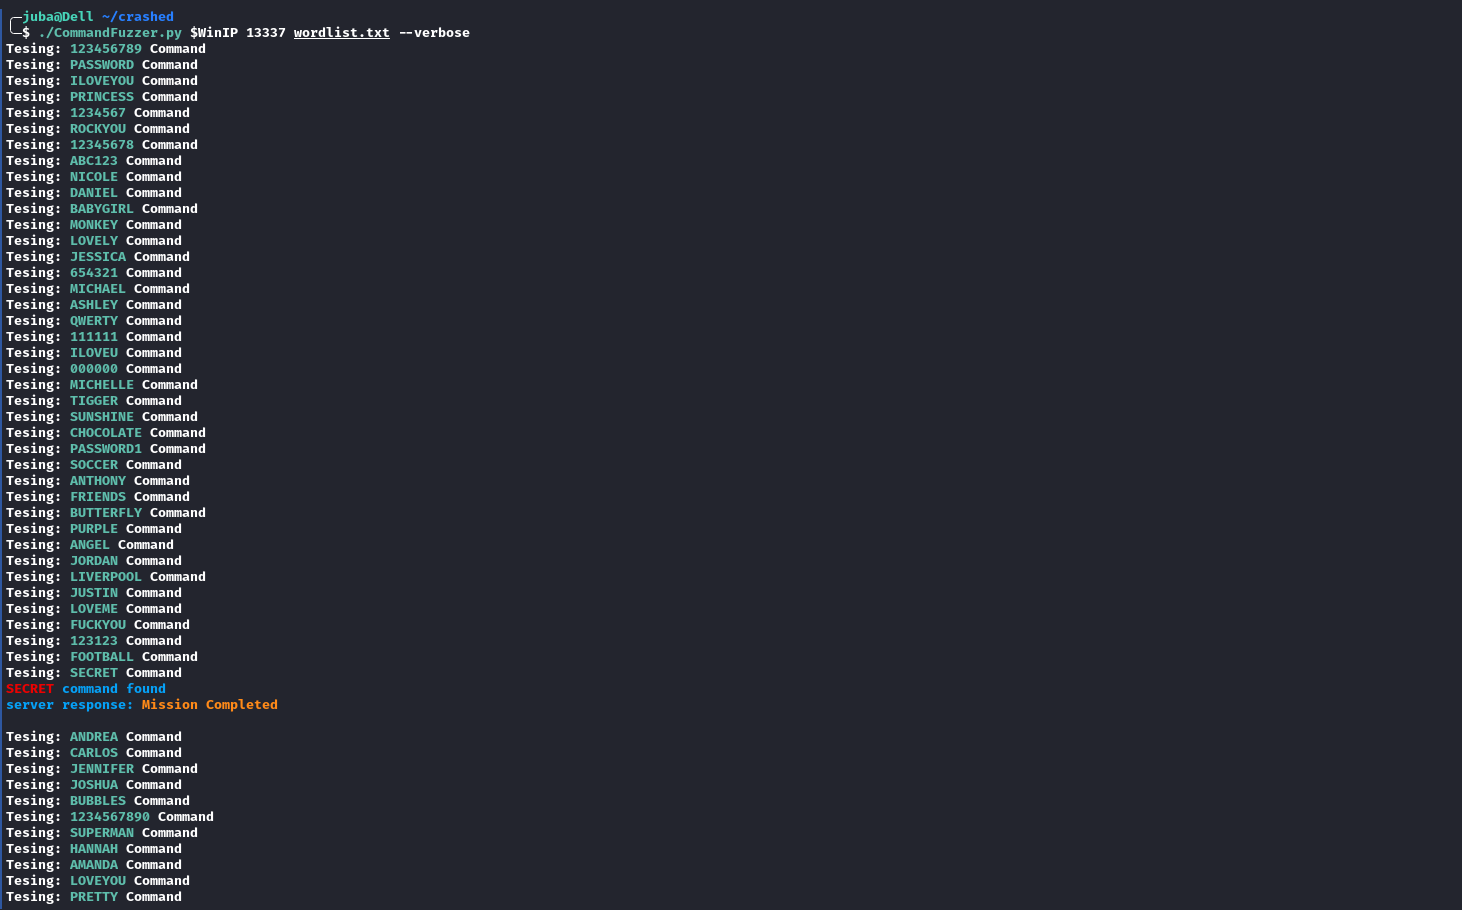 juba@Dell ~/crashed
$ ./CommandFuzzer.py $WinIP 13337 wordlist.txt --verbose
Tesing: 123456789 Command
Tesing: PASSWORD Command
Tesing: ILOVEYOU Command
Tesing: PRINCESS Command
Tesing: 1234567 Command
Tesing: ROCKYOU Command
Tesing: 12345678 Command
Tesing: ABC123 Command
Tesing: NICOLE Command
Tesing: DANIEL Command
Tesing: BABYGIRL Command
Tesing: MONKEY Command
Tesing: LOVELY Command
Tesing: JESSICA Command
Tesing: 654321 Command
Tesing: MICHAEL Command
Tesing: ASHLEY Command
Tesing: QWERTY Command
Tesing: 111111 Command
Tesing: ILOVEU Command
Tesing: 000000 Command
Tesing: MICHELLE Command
Tesing: TIGGER Command
Tesing: SUNSHINE Command
Tesing: CHOCOLATE Command
Tesing: PASSWORD1 Command
Tesing: SOCCER Command
Tesing: ANTHONY Command
Tesing: FRIENDS Command
Tesing: BUTTERFLY Command
Tesing: PURPLE Command
Tesing: ANGEL Command
Tesing: JORDAN Command
Tesing: LIVERPOOL Command
Tesing: JUSTIN Command
Tesing: LOVEME Command
Tesing: FUCKYOU Command
Tesing: 123123 Command
Tesing: FOOTBALL Command
Tesing: SECRET Command
SECRET command found
server response: Mission Completed
Tesing: ANDREA Command
Tesing: CARLOS Command
Tesing: JENNIFER Command
Tesing: JOSHUA Command
Tesing: BUBBLES Command
Tesing: 1234567890 Command
Tesing: SUPERMAN Command
Tesing: HANNAH Command
Tesing: AMANDA Command
Tesing: LOVEYOU Command
Tesing: PRETTY Command